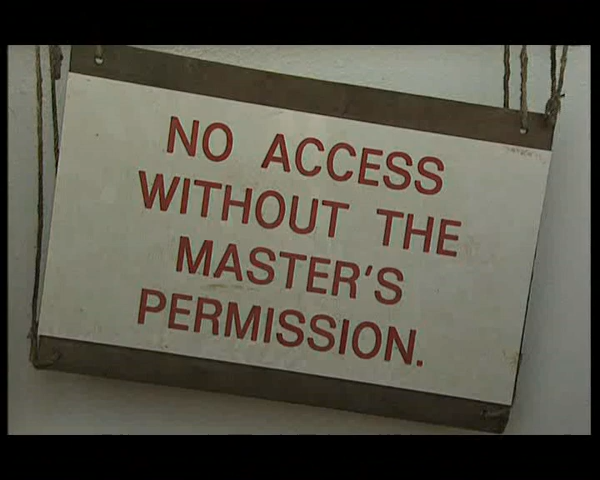 NO ACCESS
WITHOUT THE
MASTER'S
PERMISSION.